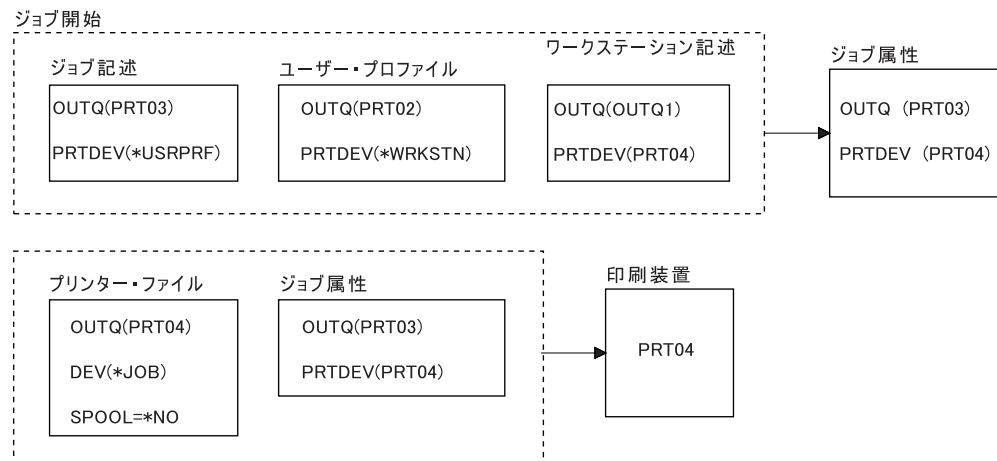 ジョブ開始
ジョブ記述
OUTQ(PRT03)
PRTDEV(*USRPRF)
ユーザー・プロファイル
OUTQ(PRT02)
PRTDEV(*WRKSTN)
ワークステーション記述
OUTQ(OUTQ1)
PRTDEV(PRT04)
ジョブ属性
OUTQ (PRT03)
PRTDEV (PRT04)
プリンター・ファイル
OUTQ(PRT04)
DEV(*JOB)
SPOOL=*NO
ジョブ属性
OUTQ(PRT03)
PRTDEV(PRT04)
印刷装置
PRT04